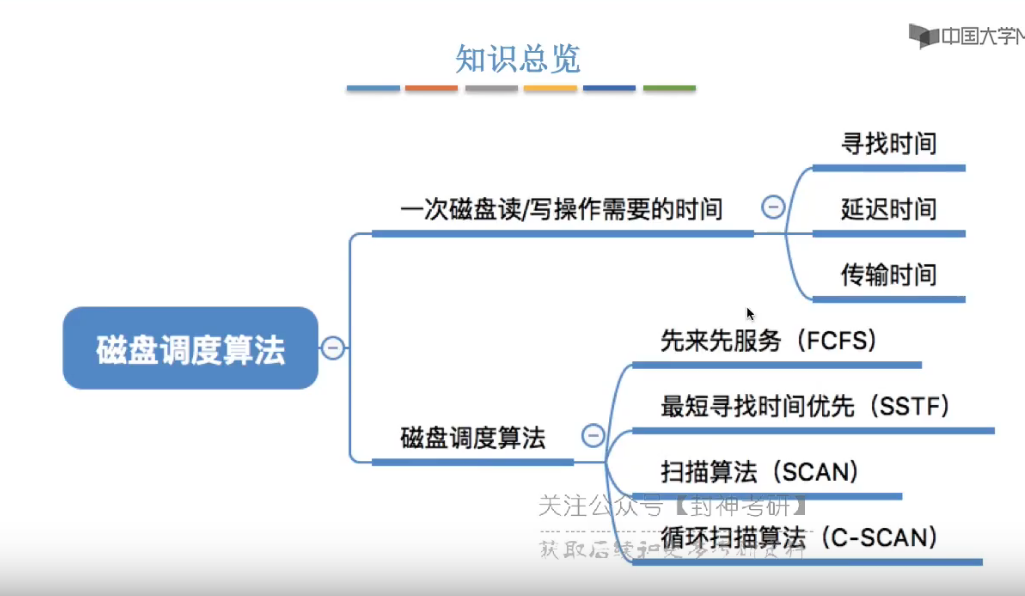 中国大学M
知识总览
寻找时间
一次磁盘读/写操作需要的时间
延迟时间
传输时间
磁盘调度算法
先来先服务（FCFS）
最短寻找时间优先（SSTF）
磁盘调度算法
扫描算法（SCAN）
关注公众号【封神考研】
循环扫描算法（C-SCAN）
获取后续和更多考研资料